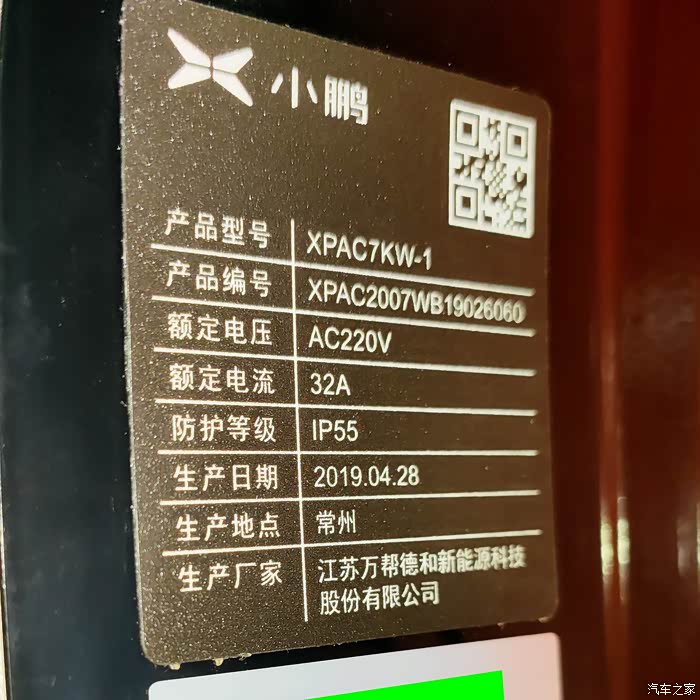 小鹏
产品型号 XPAC7KW-1
产品编号 XPAC2007WB19026060
额定电压 AC220V
额定电流 32A
防护等级 IP55
生产日期 2019.04.28
生产地点 常州
生产厂家 江苏万帮德和新能源科技
股份有限公司
汽车之家